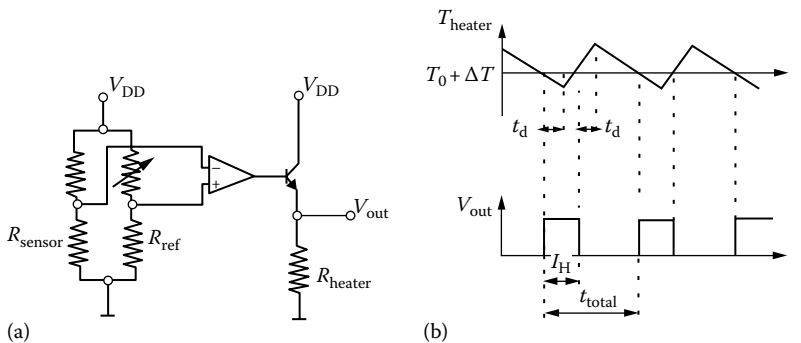 V_DD
V_DD
−
+
V_out
R_sensor
R_ref
R_heater
(a)
T_heater
T_0 + ΔT
t_d
t_d
V_out
I_H
t_total
(b)